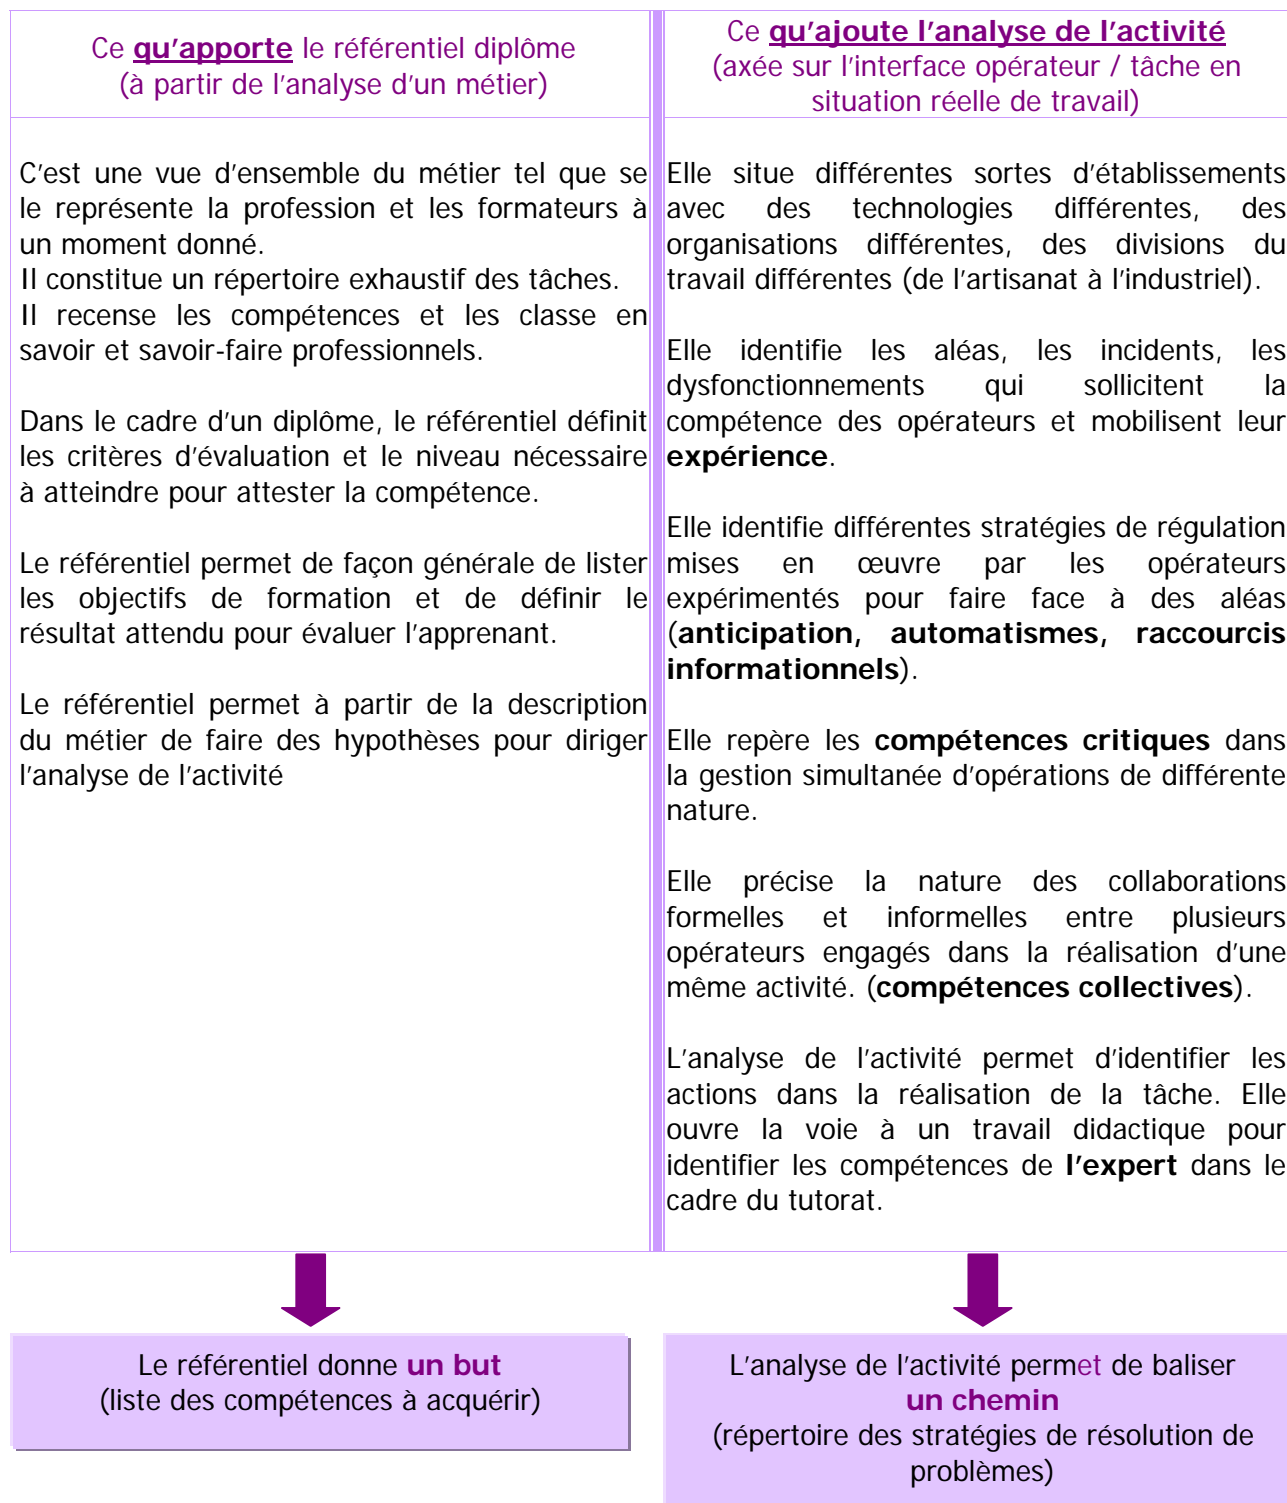 Ce qu’apporte le référentiel diplôme
(à partir de l’analyse d’un métier)
C’est une vue d’ensemble du métier tel que se
le représente la profession et les formateurs à
un moment donné.
Il constitue un répertoire exhaustif des tâches.
Il recense les compétences et les classe en
savoir et savoir-faire professionnels.
Dans le cadre d’un diplôme, le référentiel définit
les critères d’évaluation et le niveau nécessaire
à atteindre pour attester la compétence.
Le référentiel permet de façon générale de lister
les objectifs de formation et de définir le
résultat attendu pour évaluer l’apprenant.
Le référentiel permet à partir de la description
du métier de faire des hypothèses pour diriger
l’analyse de l’activité
Ce qu’ajoute l’analyse de l’activité
(axée sur l’interface opérateur / tâche en
situation réelle de travail)
Elle situe différentes sortes d’établissements
avec des technologies différentes, des
organisations différentes, des divisions du
travail différentes (de l’artisanat à l’industriel).
Elle identifie les aléas, les incidents, les
dysfonctionnements qui sollicitent la
compétence des opérateurs et mobilisent leur
expérience.
Elle identifie différentes stratégies de régulation
mises en œuvre par les opérateurs
expérimentés pour faire face à des aléas
(anticipation, automatismes, raccourcis
informationnels).
Elle repère les compétences critiques dans
la gestion simultanée d’opérations de différente
nature.
Elle précise la nature des collaborations
formelles et informelles entre plusieurs
opérateurs engagés dans la réalisation d’une
même activité. (compétences collectives).
L’analyse de l’activité permet d’identifier les
actions dans la réalisation de la tâche. Elle
ouvre la voie à un travail didactique pour
identifier les compétences de l’expert dans le
cadre du tutorat.
Le référentiel donne un but
(liste des compétences à acquérir)
L’analyse de l’activité permet de baliser
un chemin
(répertoire des stratégies de résolution de
problèmes)